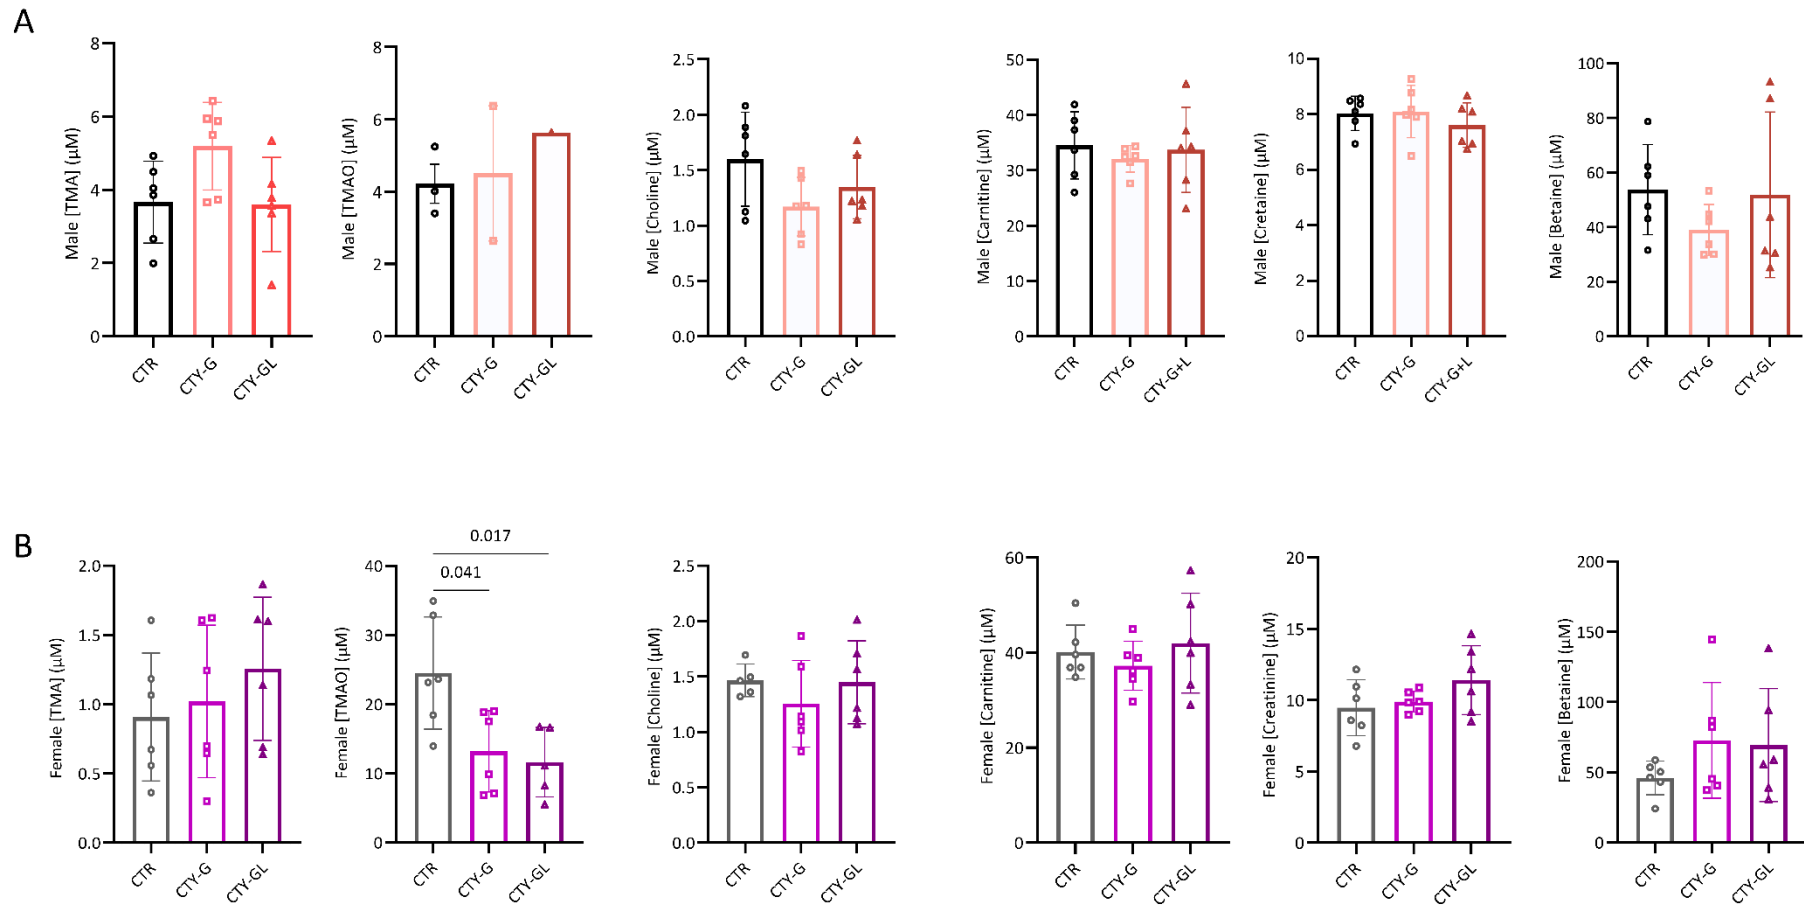 A
Male [TMA] (µM)
8
6
4
2
0
CTR
CTY-G
CTY-GL
Male [TMAO] (µM)
8
6
4
2
0
CTR
CTY-G
CTY-GL
Male [Choline] (µM)
2.5
2.0
1.5
1.0
0.5
0.0
CTR
CTY-G
CTY-GL
Male [Carnitine] (µM)
50
40
30
20
10
0
CTR
CTY-G
CTY-G+L
Male [Cretaine] (µM)
10
8
6
4
2
0
CTR
CTY-G
CTY-G+L
Male [Betaine] (µM)
100
80
60
40
20
0
CTR
CTY-G
CTY-GL
B
Female [TMA] (µM)
2.0
1.5
1.0
0.5
0.0
CTR
CTY-G
CTY-GL
0.017
0.041
Female [TMAO] (µM)
40
30
20
10
0
CTR
CTY-G
CTY-GL
Female [Choline] (µM)
2.5
2.0
1.5
1.0
0.5
0.0
CTR
CTY-G
CTY-GL
Female [Carnitine] (µM)
60
40
20
0
CTR
CTY-G
CTY-GL
Female [Creatinine] (µM)
20
15
10
5
0
CTR
CTY-G
CTY-GL
Female [Betaine] (µM)
200
150
100
50
0
CTR
CTY-G
CTY-GL